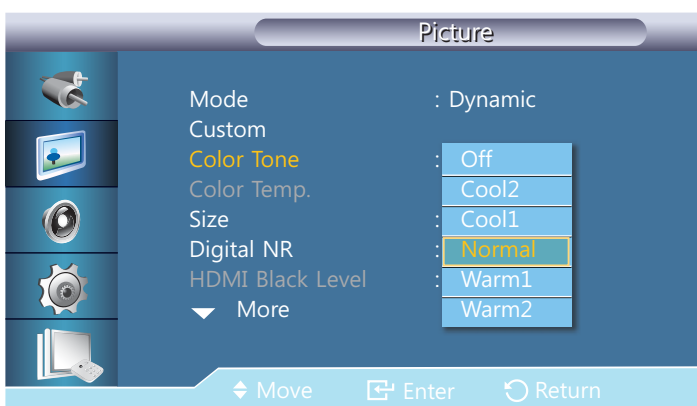 Picture
Mode : Dynamic
Custom
Color Tone : Off
Color Temp. Cool2
Size : Cool1
Digital NR : Normal
HDMI Black Level : Warm1
More Warm2
Move Enter Return